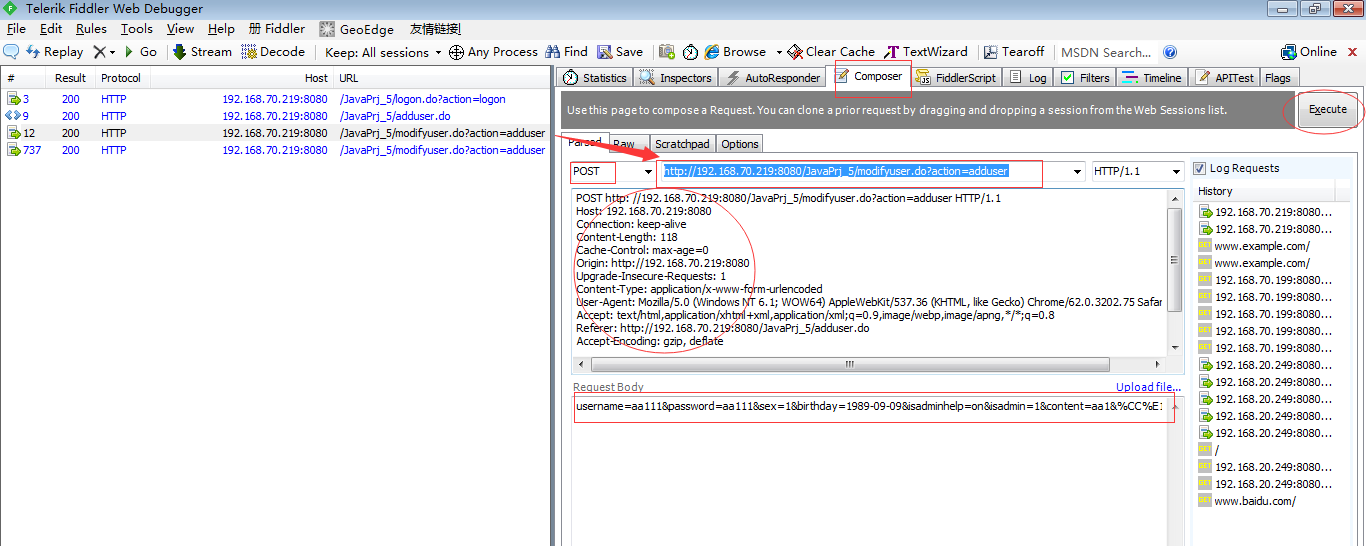 Telerik Fiddler Web Debugger
File Edit Rules Tools View Help 册 Fiddler GeoEdge 友情链接
Replay Go Stream Decode Keep: All sessions Any Process Find Save Browse Clear Cache TextWizard Tearoff MSDN Search... Online
# Result Protocol Host URL
3 200 HTTP 192.168.70.219:8080 /JavaPrj_5/logon.do?action=logon
9 200 HTTP 192.168.70.219:8080 /JavaPrj_5/adduser.do
12 200 HTTP 192.168.70.219:8080 /JavaPrj_5/modifyuser.do?action=adduser
737 200 HTTP 192.168.70.219:8080 /JavaPrj_5/modifyuser.do?action=adduser
Statistics Inspectors AutoResponder Composer FiddlerScript Log Filters Timeline APITest Flags
Use this page to compose a Request. You can clone a prior request by dragging and dropping a session from the Web Sessions list.
Execute
Parsed Raw Scratchpad Options
POST http://192.168.70.219:8080/JavaPrj_5/modifyuser.do?action=adduser HTTP/1.1
POST http: //192.168.70.219:8080/JavaPrj_5/modifyuser.do?action=adduser HTTP/1.1
Host: 192.168.70.219:8080
Connection: keep-alive
Content-Length: 118
Cache-Control: max-age=0
Origin: http://192.168.70.219:8080
Upgrade-Insecure-Requests: 1
Content-Type: application/x-www-form-urlencoded
User-Agent: Mozilla/5.0 (Windows NT 6.1; WOW64) AppleWebKit/537.36 (KHTML, like Gecko) Chrome/62.0.3202.75 Safar
Accept: text/html,application/xhtml+xml,application/xml;q=0.9,image/webp,image/apng,*/*;q=0.8
Referer: http://192.168.70.219:8080/JavaPrj_5/adduser.do
Accept-Encoding: gzip, deflate
Request Body Upload file...
username=aa111&password=aa111&sex=1&birthday=1989-09-09&isadminhelp=on&isadmin=1&content=aa1&%CC%E1
Log Requests
History
192.168.70.219:8080...
192.168.70.219:8080...
www.example.com/
www.example.com/
192.168.70.199:808...
192.168.70.199:808...
192.168.70.199:808...
192.168.70.199:808...
192.168.70.199:808...
192.168.20.249:8080...
192.168.20.249:8080...
192.168.20.249:8080...
192.168.20.249:8080...
192.168.20.249:8080...
/
192.168.20.249:8080...
192.168.20.249:8080...
www.baidu.com/